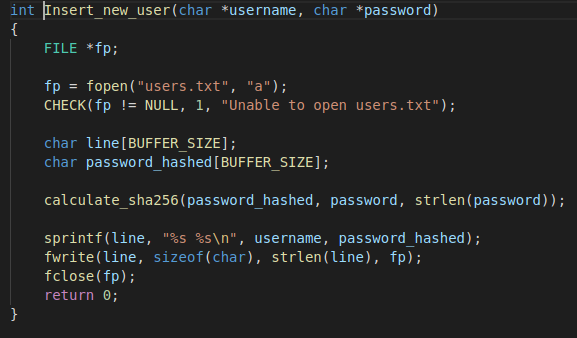 int Insert_new_user(char *username, char *password)
{
    FILE *fp;

    fp = fopen("users.txt", "a");
    CHECK(fp != NULL, 1, "Unable to open users.txt");

    char line[BUFFER_SIZE];
    char password_hashed[BUFFER_SIZE];

    calculate_sha256(password_hashed, password, strlen(password));

    sprintf(line, "%s %s\n", username, password_hashed);
    fwrite(line, sizeof(char), strlen(line), fp);
    fclose(fp);
    return 0;
}